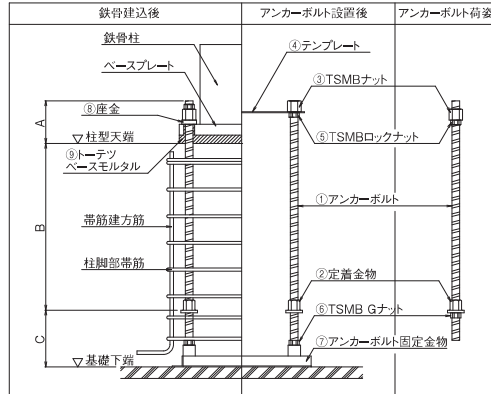 鉄骨建込後
アンカーボルト設置後
アンカーボルト荷姿
鉄骨柱
ベースプレート
⑧座金
▽柱型天端
⑨トーテツ
ベースモルタル
帯筋建方筋
柱脚部帯筋
▽基礎下端
A
B
C
④テンプレート
③TSMBナット
⑤TSMBロックナット
①アンカーボルト
②定着金物
⑥TSMB Gナット
⑦アンカーボルト固定金物